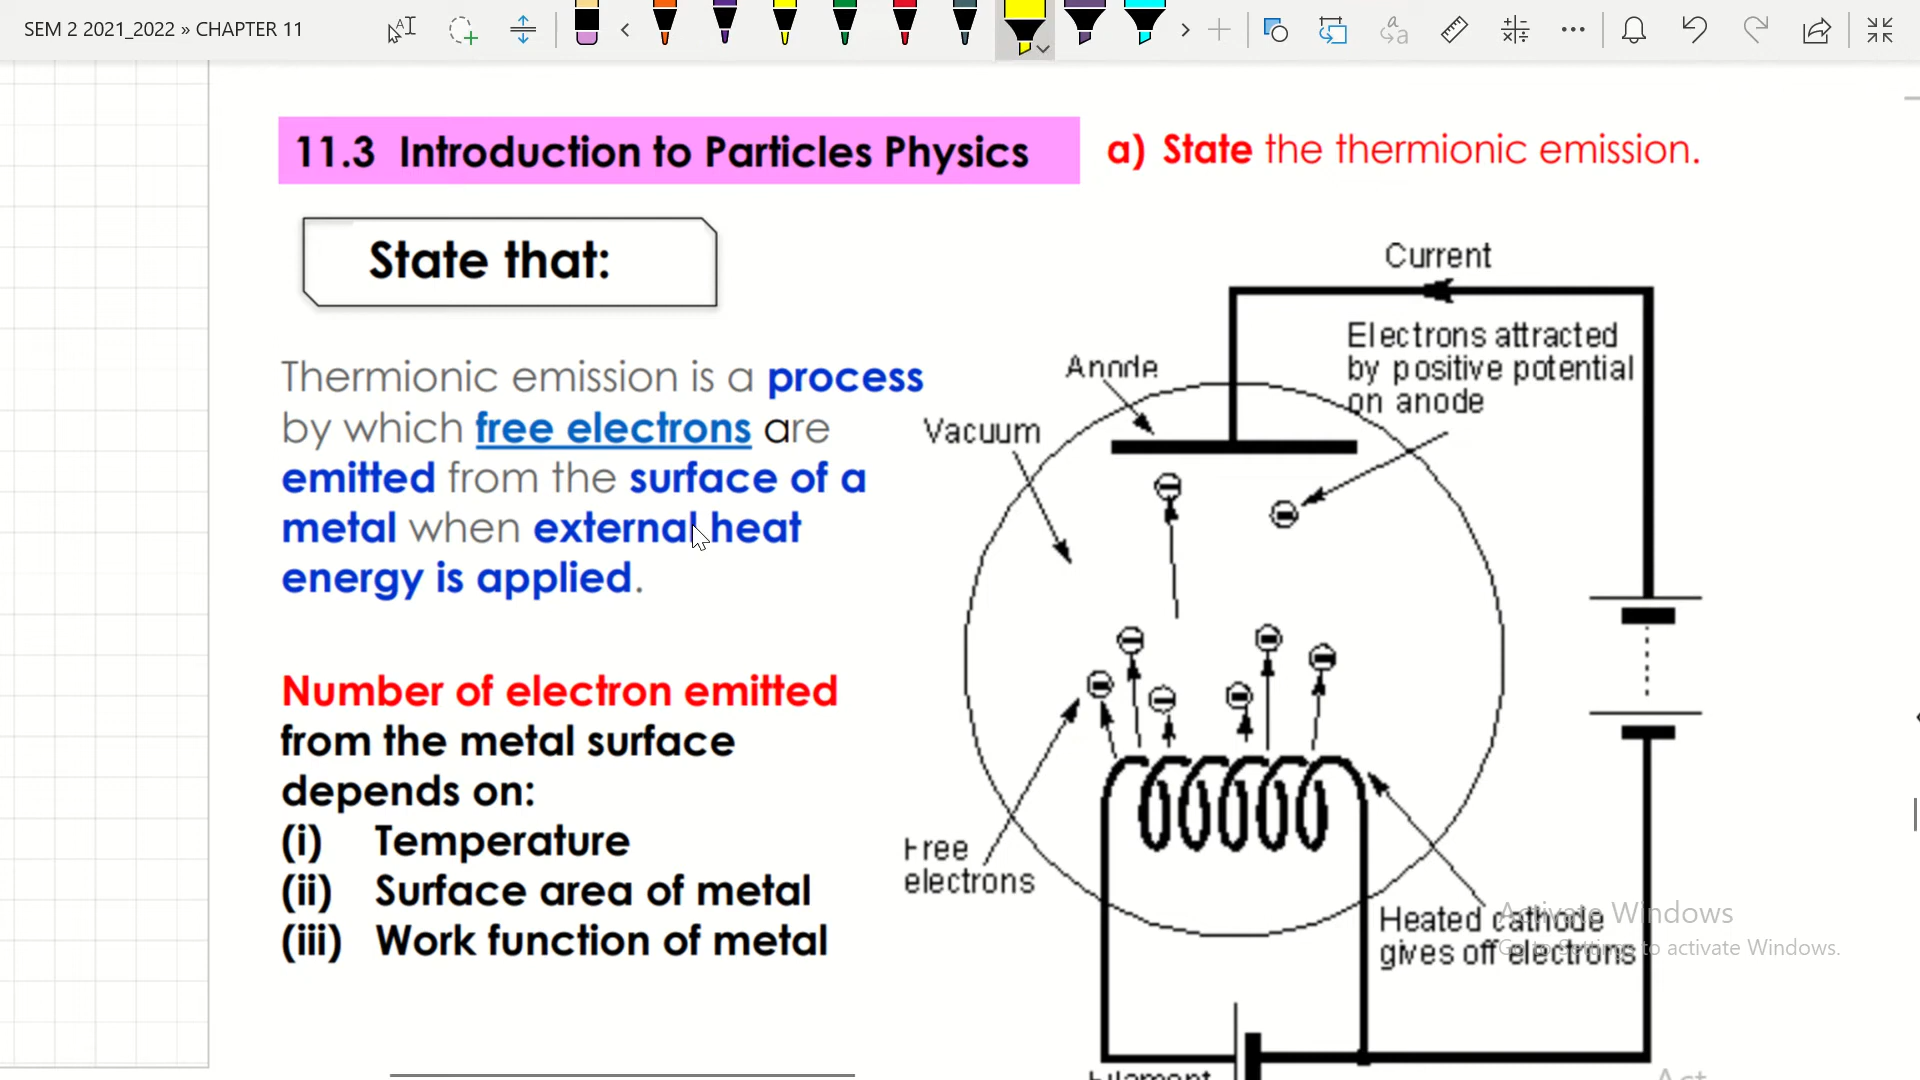 SEM 2 2021_2022 » CHAPTER 11
11.3 Introduction to Particles Physics
a) State the thermionic emission.
State that:
Thermionic emission is a process
by which free electrons are
emitted from the surface of a
metal when external heat
energy is applied.
Number of electron emitted
from the metal surface
depends on:
(i) Temperature
(ii) Surface area of metal
(iii) Work function of metal
Current
Electrons attracted
by positive potential
on anode
Anode
Vacuum
Free
electrons
Heated cathode
gives off electrons
Filament
Activate Windows
Go to Settings to activate Windows.
Act